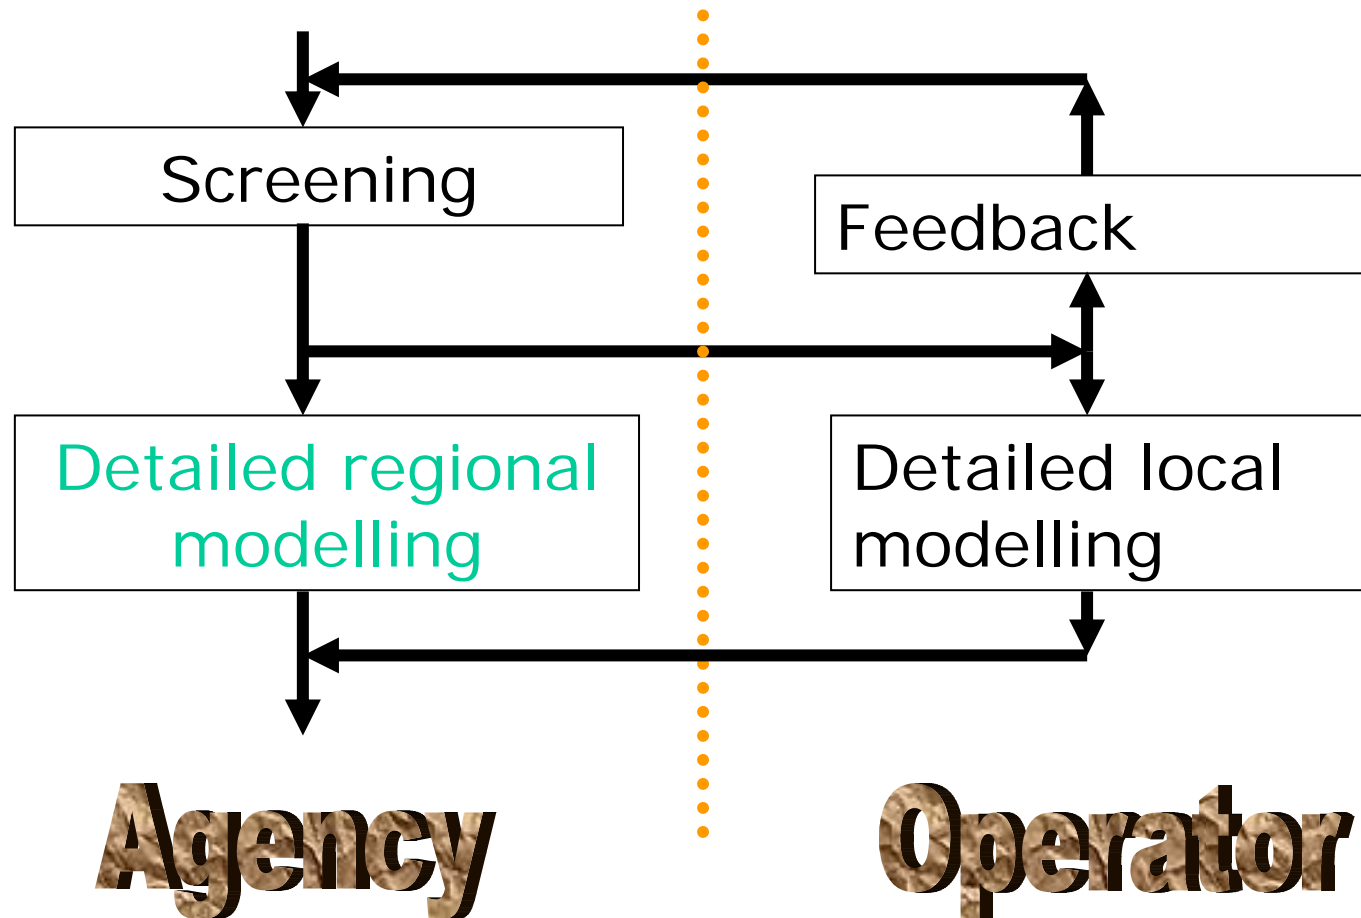 Screening
Feedback
Detailed regional
modelling
Detailed local
modelling
Agency
Operator